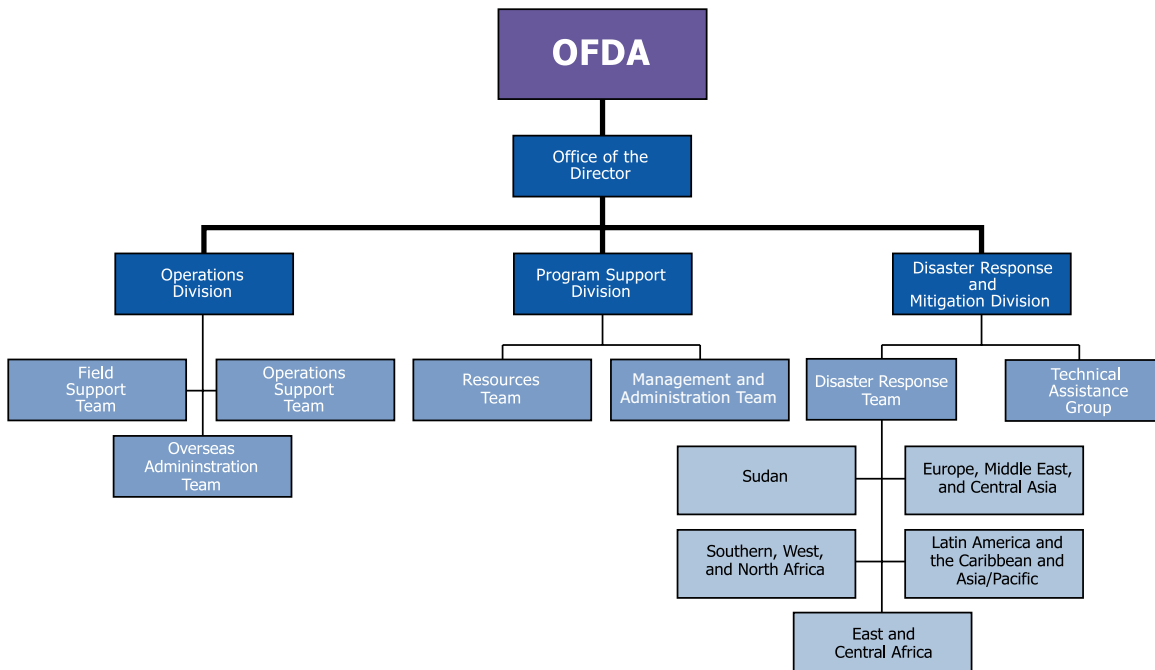 OFDA
Office of the
Director
Operations
Division
Program Support
Division
Disaster Response
and
Mitigation Division
Field
Support
Team
Operations
Support
Team
Overseas
Admininstration
Team
Resources
Team
Management and
Administration Team
Disaster Response
Team
Technical
Assistance
Group
Sudan
Europe, Middle East,
and Central Asia
Southern, West,
and North Africa
Latin America and
the Caribbean and
Asia/Pacific
East and
Central Africa